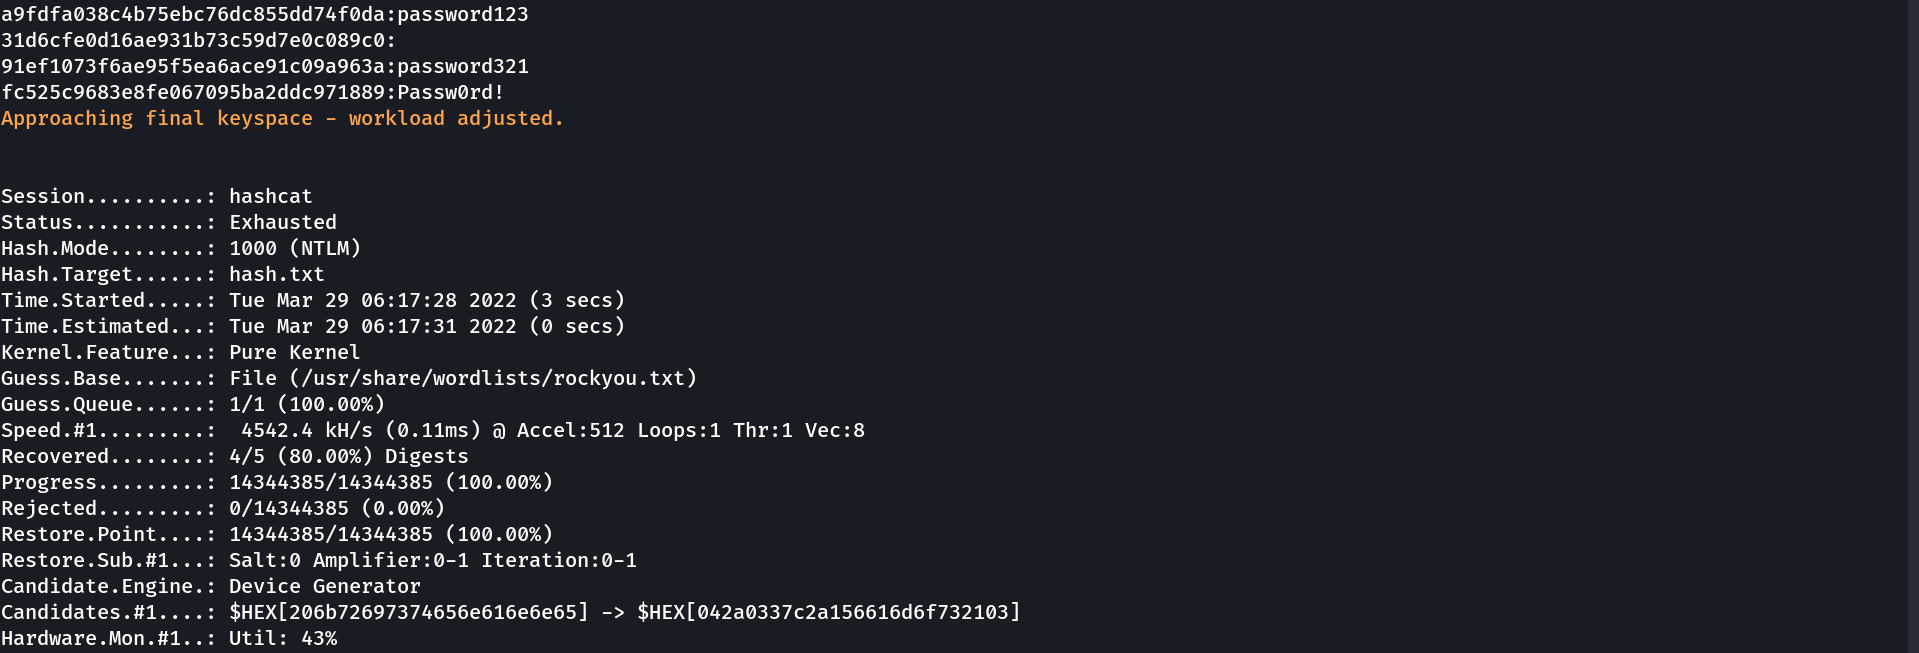 a9fdfa038c4b75ebc76dc855dd74f0da:password123
31d6cfe0d16ae931b73c59d7e0c089c0:
91ef1073f6ae95f5ea6ace91c09a963a:password321
fc525c9683e8fe067095ba2ddc971889:Passw0rd!
Approaching final keyspace - workload adjusted.
Session..........: hashcat
Status...........: Exhausted
Hash.Mode........: 1000 (NTLM)
Hash.Target......: hash.txt
Time.Started.....: Tue Mar 29 06:17:28 2022 (3 secs)
Time.Estimated...: Tue Mar 29 06:17:31 2022 (0 secs)
Kernel.Feature...: Pure Kernel
Guess.Base.......: File (/usr/share/wordlists/rockyou.txt)
Guess.Queue......: 1/1 (100.00%)
Speed.#1.........:  4542.4 kH/s (0.11ms) @ Accel:512 Loops:1 Thr:1 Vec:8
Recovered........: 4/5 (80.00%) Digests
Progress.........: 14344385/14344385 (100.00%)
Rejected.........: 0/14344385 (0.00%)
Restore.Point....: 14344385/14344385 (100.00%)
Restore.Sub.#1...: Salt:0 Amplifier:0-1 Iteration:0-1
Candidate.Engine.: Device Generator
Candidates.#1....: $HEX[206b72697374656e616e6e65] -> $HEX[042a0337c2a156616d6f732103]
Hardware.Mon.#1..: Util: 43%